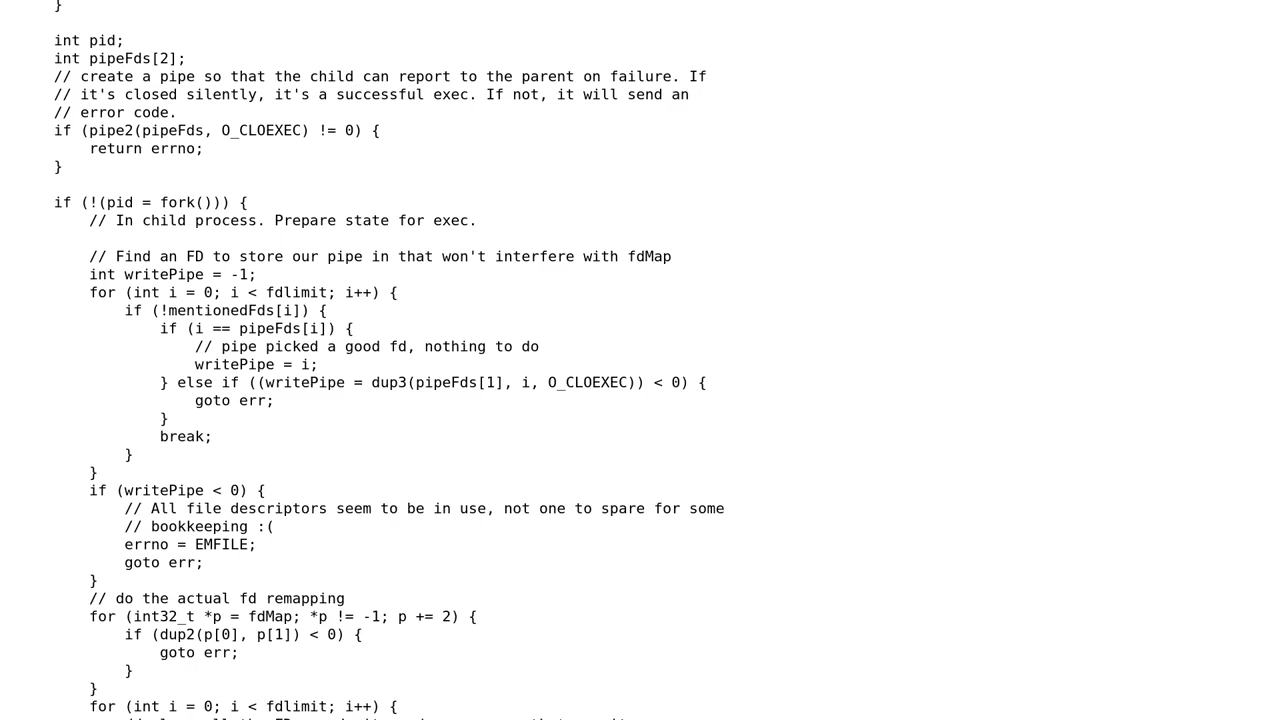 }

int pid;
int pipeFds[2];
// create a pipe so that the child can report to the parent on failure. If
// it's closed silently, it's a successful exec. If not, it will send an
// error code.
if (pipe2(pipeFds, O_CLOEXEC) != 0) {
    return errno;
}

if (!(pid = fork())) {
    // In child process. Prepare state for exec.

    // Find an FD to store our pipe in that won't interfere with fdMap
    int writePipe = -1;
    for (int i = 0; i < fdlimit; i++) {
        if (!mentionedFds[i]) {
            if (i == pipeFds[i]) {
                // pipe picked a good fd, nothing to do
                writePipe = i;
            } else if ((writePipe = dup3(pipeFds[1], i, O_CLOEXEC)) < 0) {
                goto err;
            }
            break;
        }
    }
    if (writePipe < 0) {
        // All file descriptors seem to be in use, not one to spare for some
        // bookkeeping :(
        errno = EMFILE;
        goto err;
    }
    // do the actual fd remapping
    for (int32_t *p = fdMap; *p != -1; p += 2) {
        if (dup2(p[0], p[1]) < 0) {
            goto err;
        }
    }
    for (int i = 0; i < fdlimit; i++) {